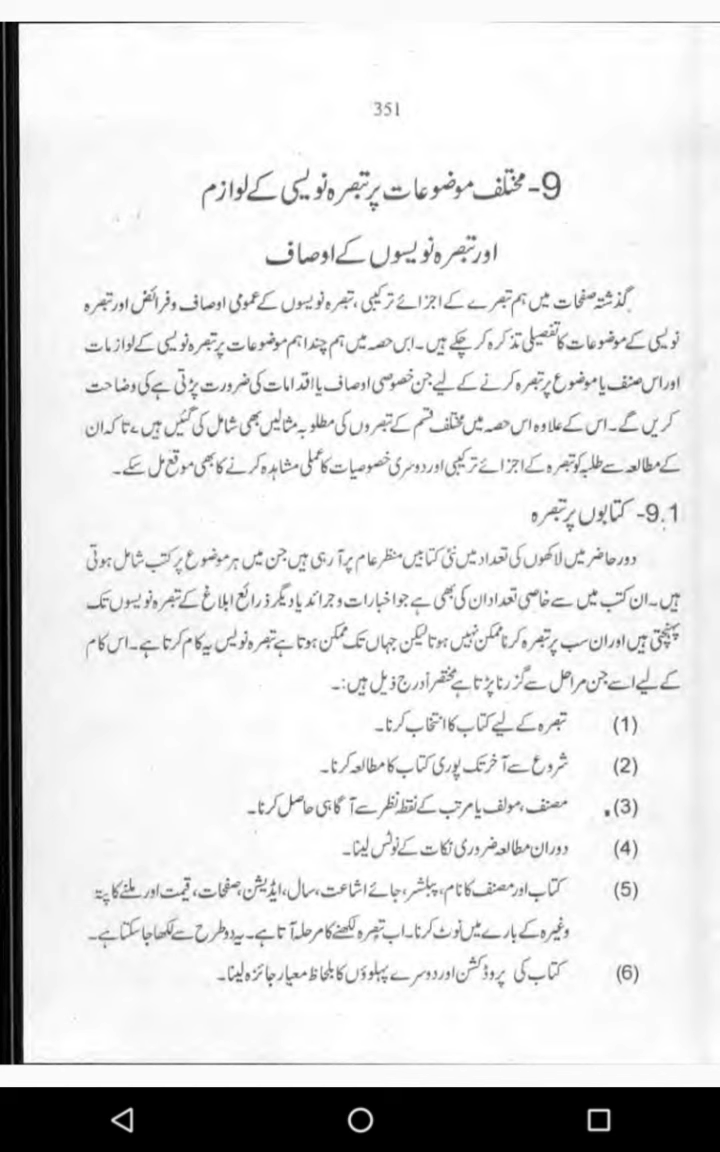 351
9- مختلف موضوعات پر تبصرہ نویسی کے لوازم
اور تبصرہ نویسوں کے اوصاف
گذشتہ صفحات میں ہم تبصرے کے اجزائے ترکیبی ، تبصرہ نویسوں کے عمومی اوصاف و فرائض اور تبصرہ
نویسی کے موضوعات کا تفصیلی تذکرہ کر چکے ہیں ۔ اس حصہ میں ہم چند اہم موضوعات پر تبصرہ نویسی کے لوازمات
اور اس صنف یا موضوع پر تبصرہ کرنے کے لیے جن خصوصی اوصاف یا اقدامات کی ضرورت پڑتی ہے کی وضاحت
کریں گے ۔ اس کے علاوہ اس حصہ میں مختلف قسم کے تبصروں کی مطلوبہ مثالیں بھی شامل کی گئیں ہیں ، تا کہ ان
کے مطالعہ سے طلبہ کو تبصرہ کے اجزائے ترکیبی اور دوسری خصوصیات کا عملی مشاہدہ کرنے کا بھی موقع مل سکے ۔
9.1- کتابوں پر تبصرہ
دور حاضر میں لاکھوں کی تعداد میں نئی کتابیں منظر عام پر آ رہی ہیں جن میں ہر موضوع پر کتب شامل ہوتی
ہیں ۔ ان کتب میں سے خاصی تعداد ان کی بھی ہے جو اخبارات و جرائد یا دیگر ذرائع ابلاغ کے تبصرہ نویسوں تک
پہنچتی ہیں اور ان سب پر تبصرہ کرنا ممکن نہیں ہوتا لیکن جہاں تک ممکن ہوتا ہے تبصرہ نویس یہ کام کرتا ہے ۔ اس کام
کے لیے اسے جن مراحل سے گزرنا پڑتا ہے مختصراً درج ذیل ہیں :۔
(1) تبصرہ کے لیے کتاب کا انتخاب کرنا ۔
(2) شروع سے آخر تک پوری کتاب کا مطالعہ کرنا ۔
(3) مصنف ، مولف یا مرتب کے نقطہ نظر سے آگاہی حاصل کرنا ۔
(4) دوران مطالعہ ضروری نکات کے نوٹس لینا ۔
(5) کتاب اور مصنف کا نام ، پبلشر ، جائے اشاعت ، سال ، ایڈیشن ، صفحات ، قیمت اور ملنے کا پتہ
وغیرہ کے بارے میں نوٹ کرنا ۔ اب تبصرہ لکھنے کا مرحلہ آتا ہے ۔ یہ دو طرح سے لکھا جا سکتا ہے ۔
(6) کتاب کی پروڈکشن اور دوسرے پہلوؤں کا بلحاظ معیار جائزہ لینا ۔